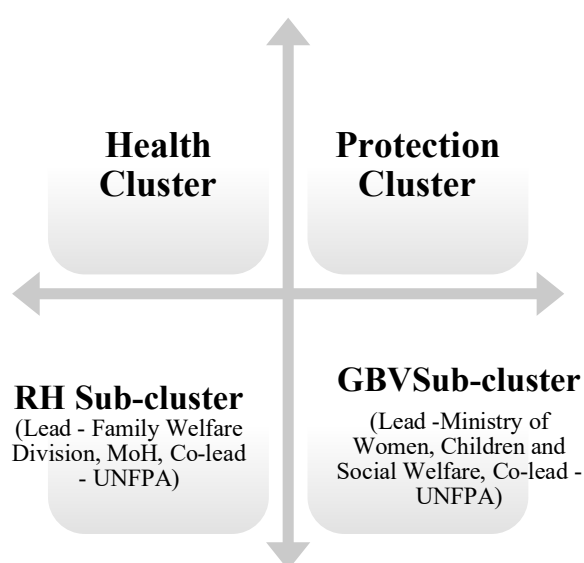 Health
Cluster
Protection
Cluster
RH Sub-cluster
(Lead - Family Welfare
Division, MoH, Co-lead
- UNFPA)
GBVSub-cluster
(Lead -Ministry of
Women, Children and
Social Welfare, Co-lead -
UNFPA)